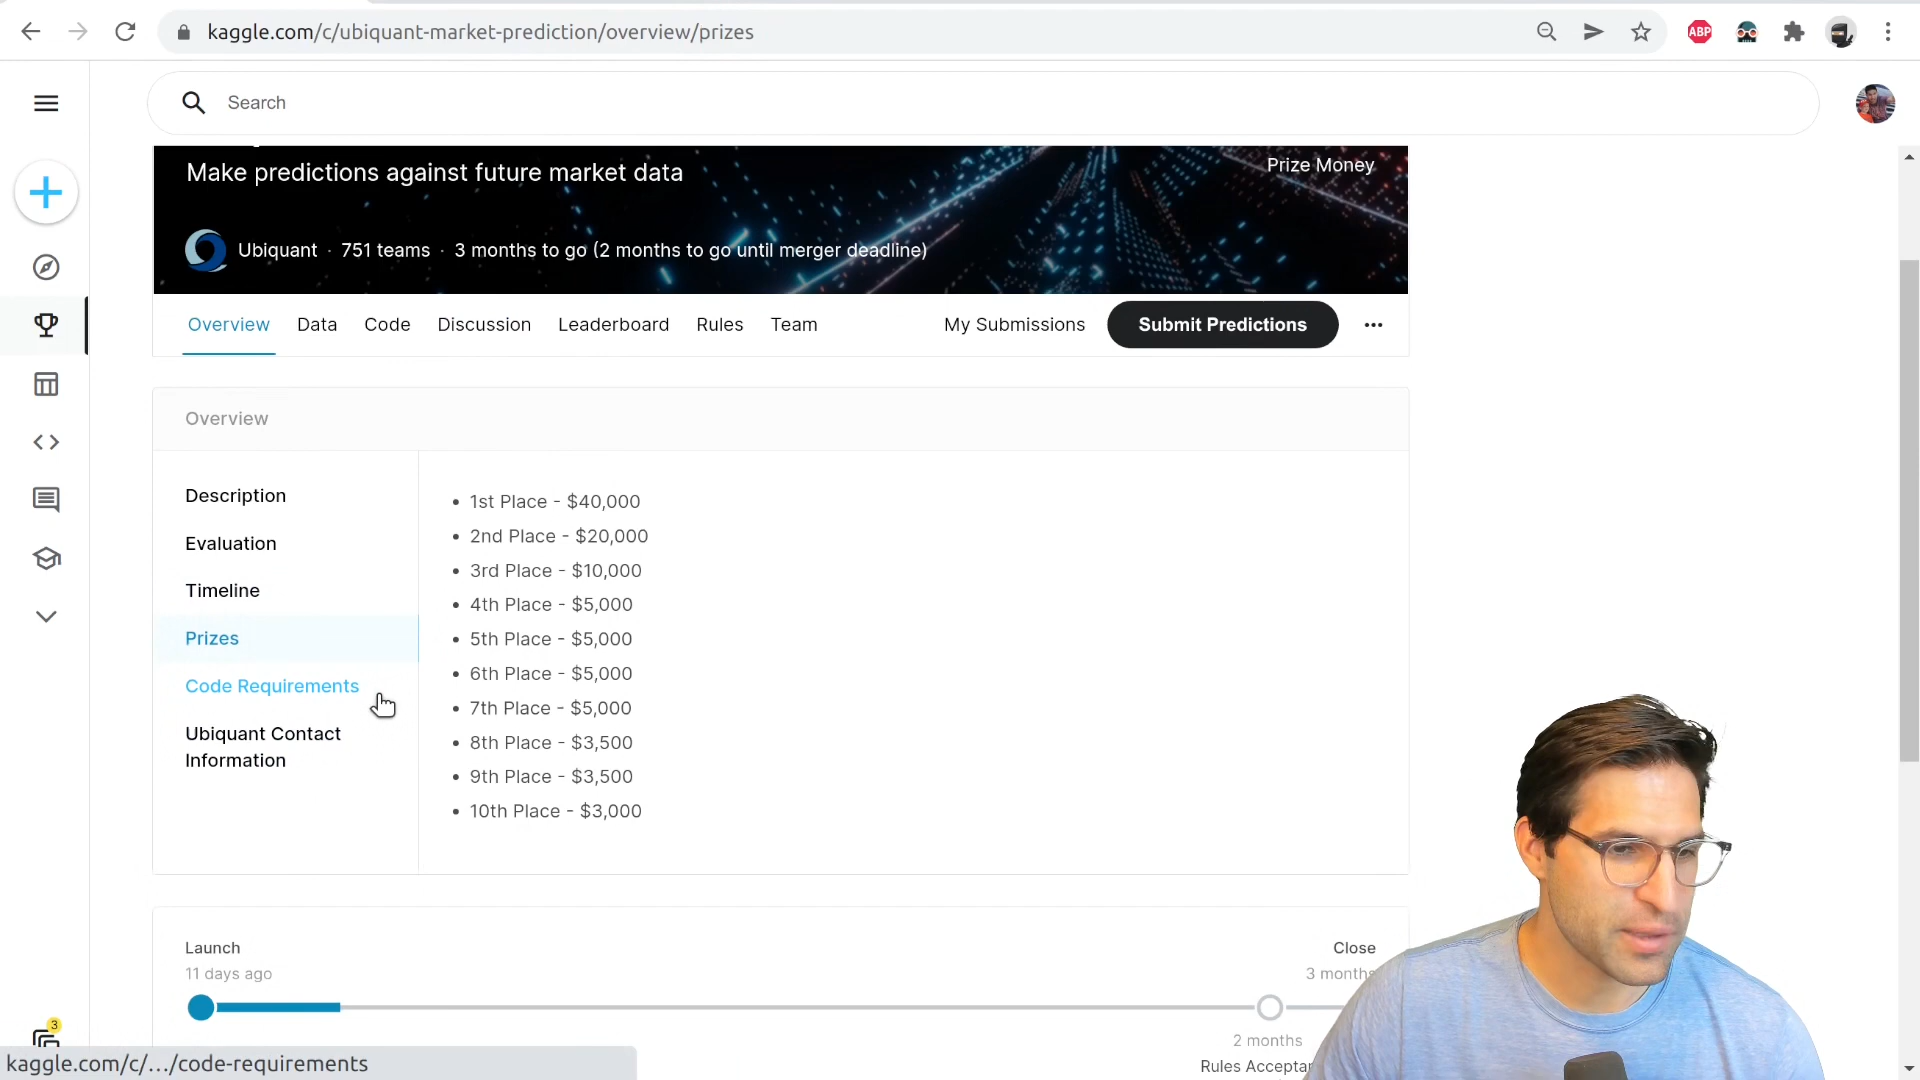 kaggle.com/c/ubiquant-market-prediction/overview/prizes
ABP
Search
Make predictions against future market data
Prize Money
Ubiquant · 751 teams · 3 months to go (2 months to go until merger deadline)
Overview Data Code Discussion Leaderboard Rules Team My Submissions Submit Predictions
Overview
Description
Evaluation
Timeline
Prizes
Code Requirements
Ubiquant Contact
Information
• 1st Place - $40,000
• 2nd Place - $20,000
• 3rd Place - $10,000
• 4th Place - $5,000
• 5th Place - $5,000
• 6th Place - $5,000
• 7th Place - $5,000
• 8th Place - $3,500
• 9th Place - $3,500
• 10th Place - $3,000
Launch
11 days ago
Close
3 months
2 months
Rules
3
kaggle.com/c/.../code-requirements